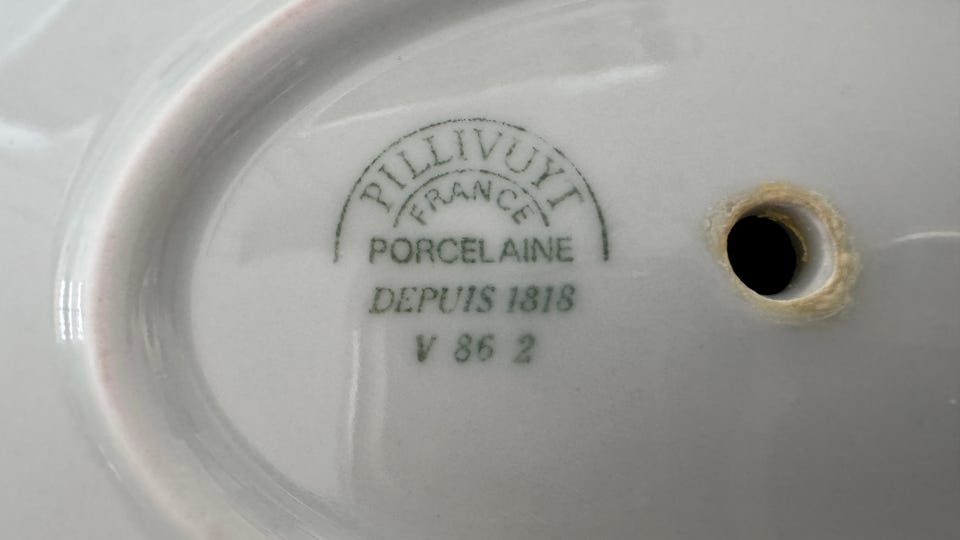 PILLIVUYT
FRANCE
PORCELAINE
DEPUIS 1818
V 86 2